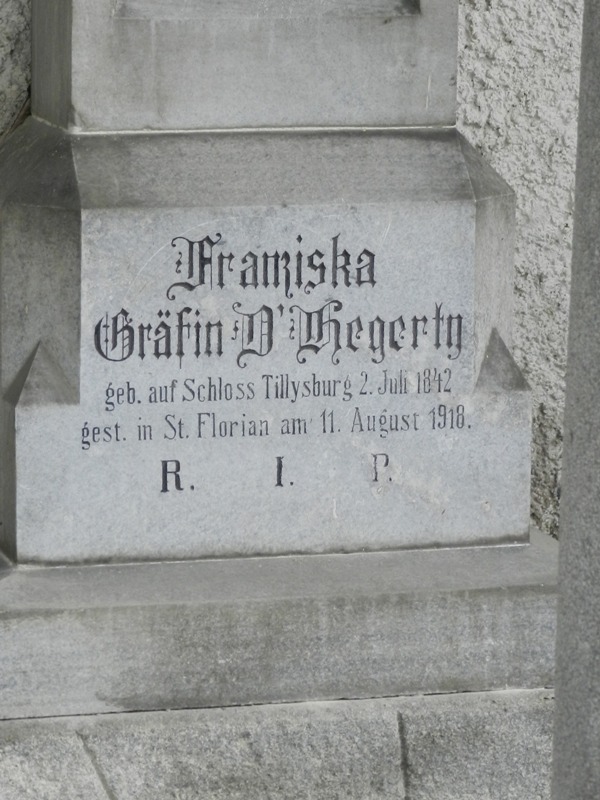 Franziska
Gräfin D'Hegerty
geb. auf Schloss Tillysburg 2. Juli 1842
gest. in St. Florian am 11. August 1918.
R. I. P.